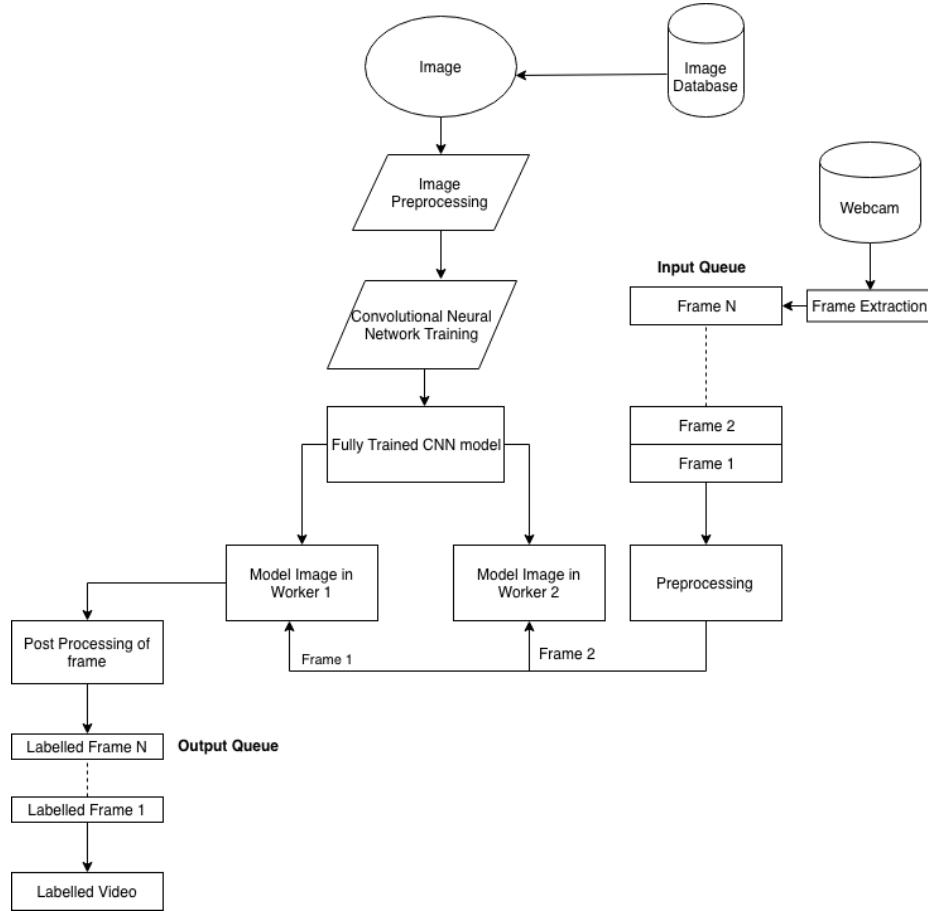 Image
Image
Database
Image
Preprocessing
Webcam
Input Queue
Frame N
Frame Extraction
Convolutional Neural
Network Training
Frame 2
Fully Trained CNN model
Frame 1
Model Image in
Worker 1
Model Image in
Worker 2
Preprocessing
Post Processing of
frame
Frame 1
Frame 2
Labelled Frame N
Output Queue
Labelled Frame 1
Labelled Video